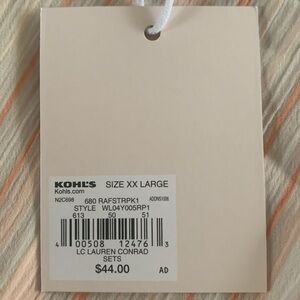 KOHL'S SIZE XX LARGE
Kohls.com
N2C698 680 RAFSTRPK1
STYLE WL04Y005RP1
613 50 51
4 00508 12476 3
LC LAUREN CONRAD
SETS
$44.00 AD